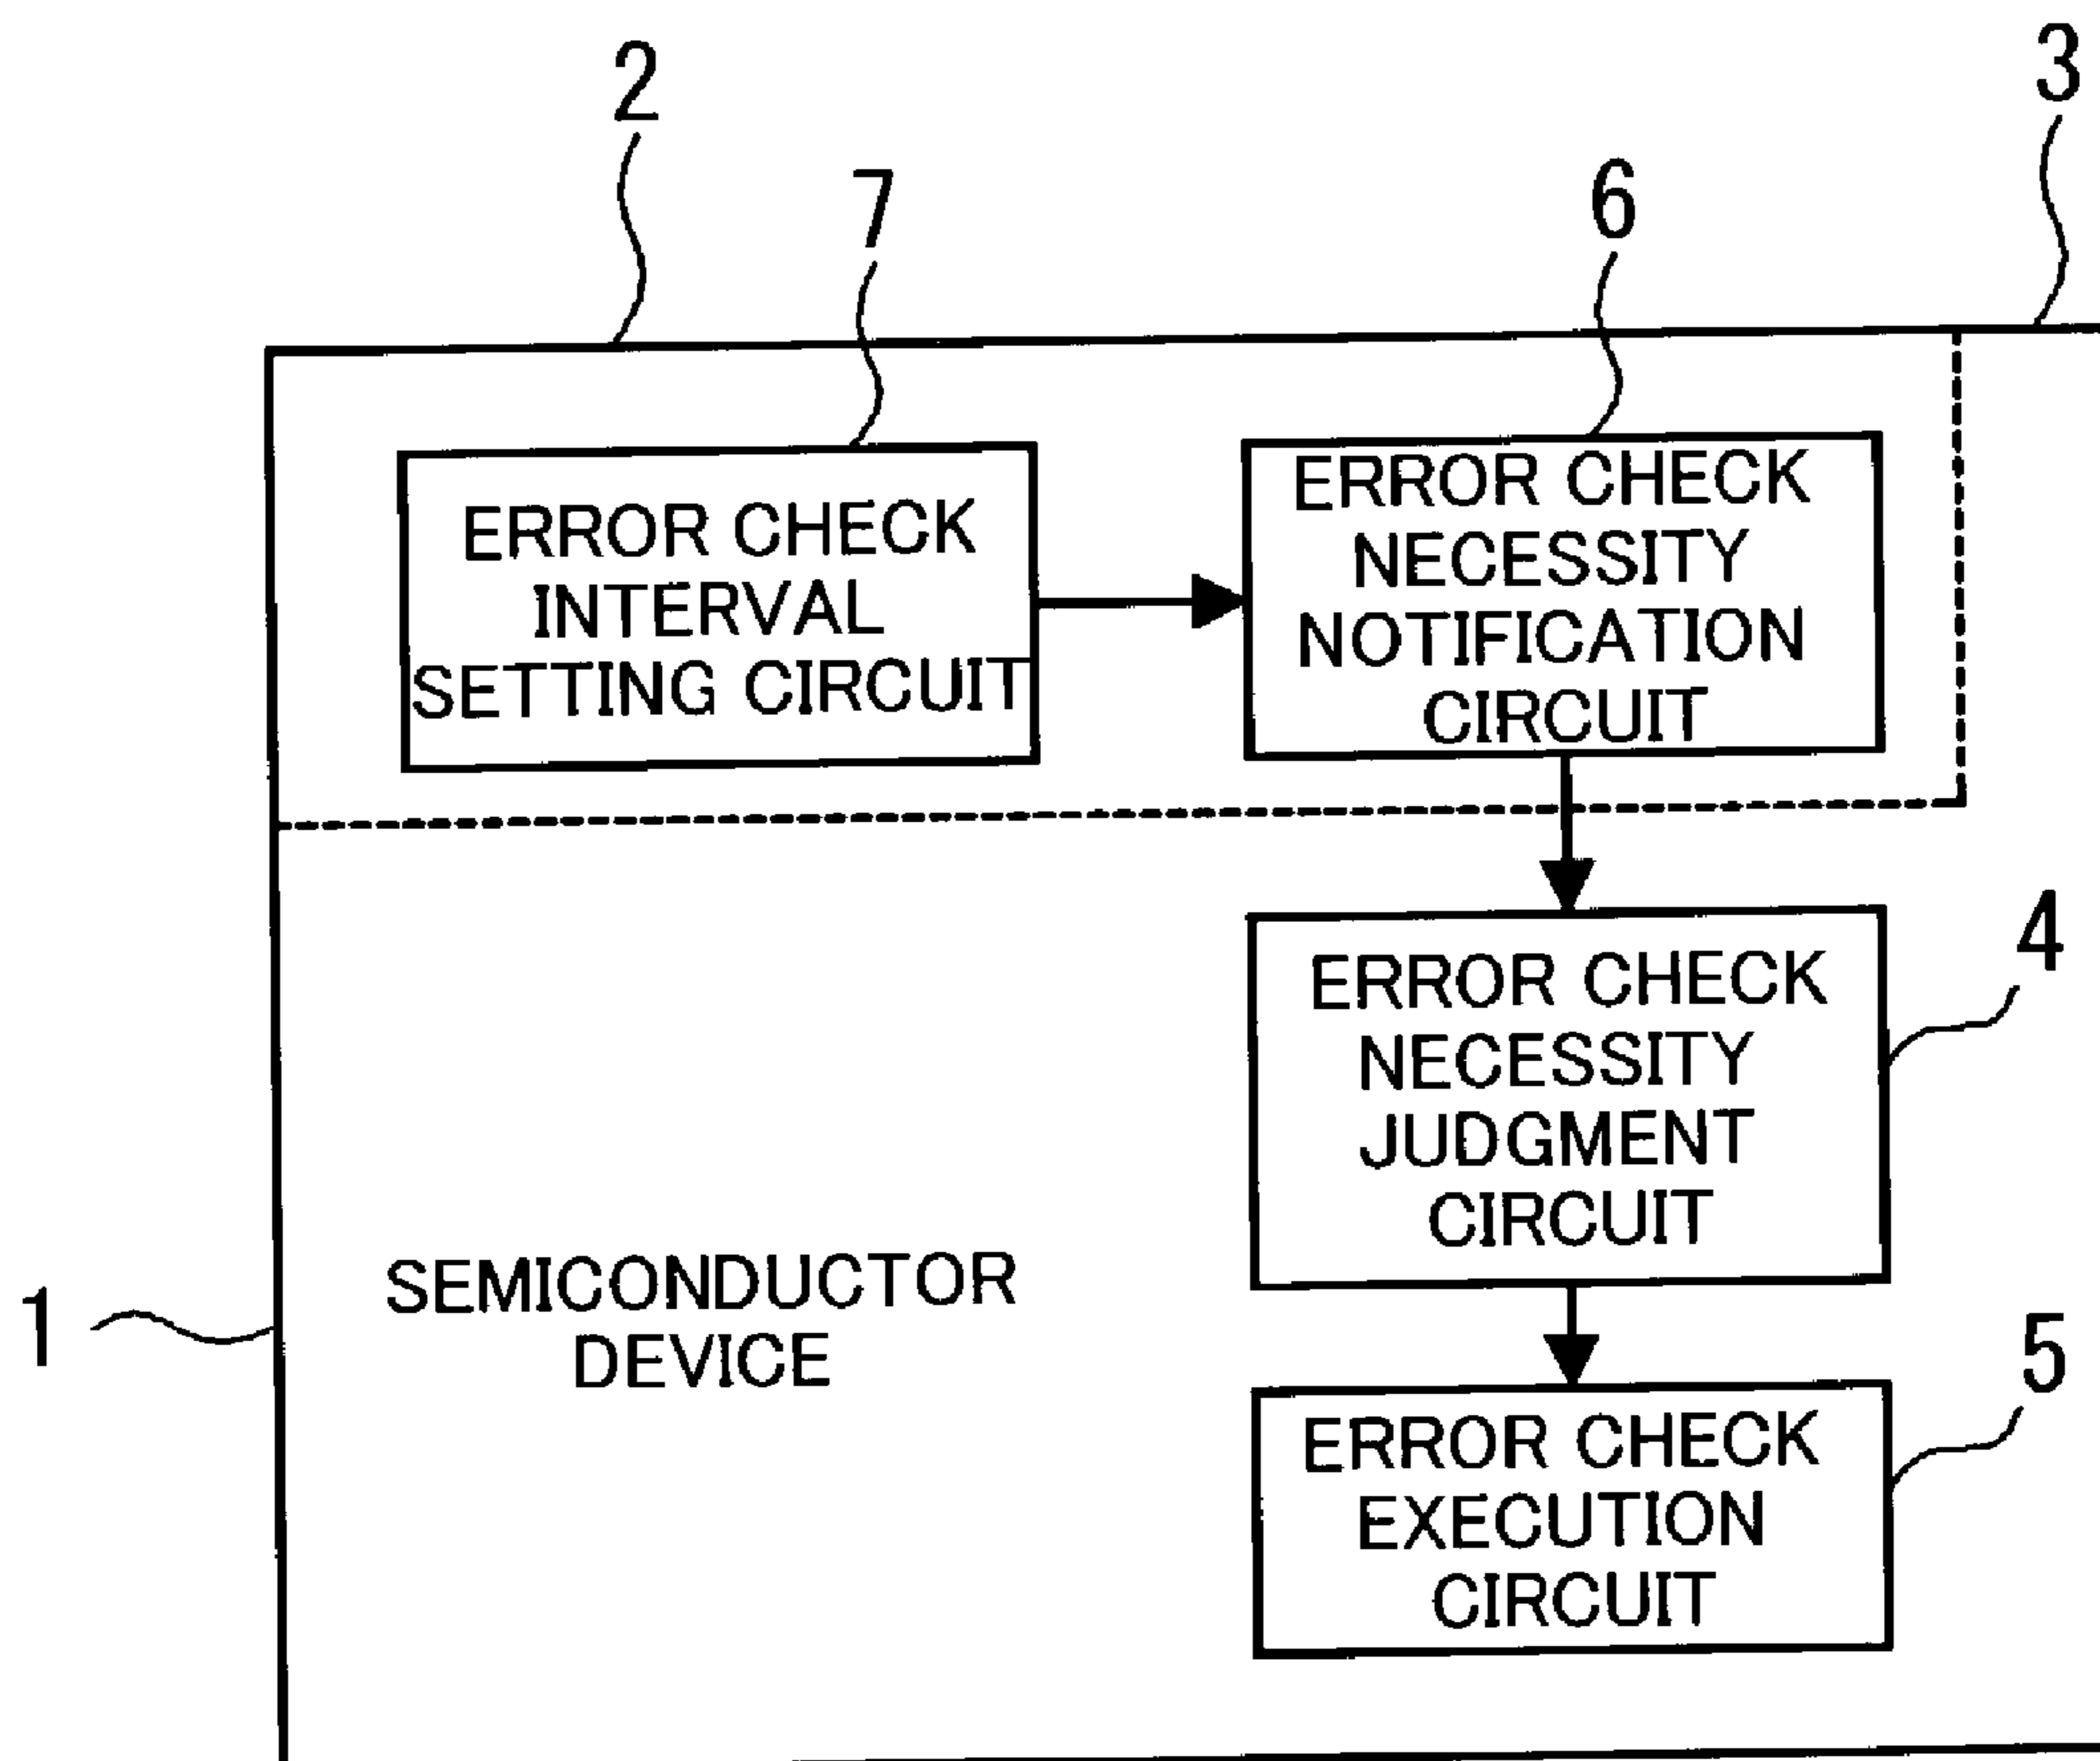 2
3
7
6
ERROR CHECK
INTERVAL
SETTING CIRCUIT
ERROR CHECK
NECESSITY
NOTIFICATION
CIRCUIT
4
ERROR CHECK
NECESSITY
JUDGMENT
CIRCUIT
1
SEMICONDUCTOR
DEVICE
5
ERROR CHECK
EXECUTION
CIRCUIT